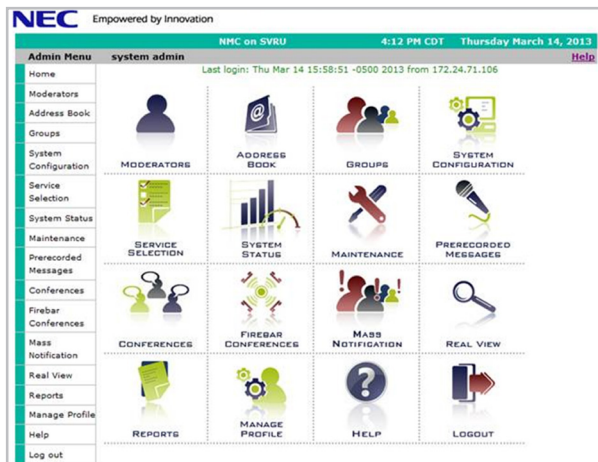 NEC Empowered by Innovation
NMC on SVRU 4:12 PM CDT Thursday March 14, 2013
Admin Menu system admin Help
Last login: Thu Mar 14 15:58:51 -0500 2013 from 172.24.71.106
Home
Moderators
Address Book
Groups
System
Configuration
Service
Selection
System Status
Maintenance
Prerecorded
Messages
Conferences
Firebar
Conferences
Mass
Notification
Real View
Reports
Manage Profile
Help
Log out
MODERATORS
ADDRESS
BOOK
GROUPS
SYSTEM
CONFIGURATION
SERVICE
SELECTION
SYSTEM
STATUS
MAINTENANCE
PRERECORDED
MESSAGES
CONFERENCES
FIREBAR
CONFERENCES
MASS
NOTIFICATION
REAL VIEW
REPORTS
MANAGE
PROFILE
HELP
LOGOUT